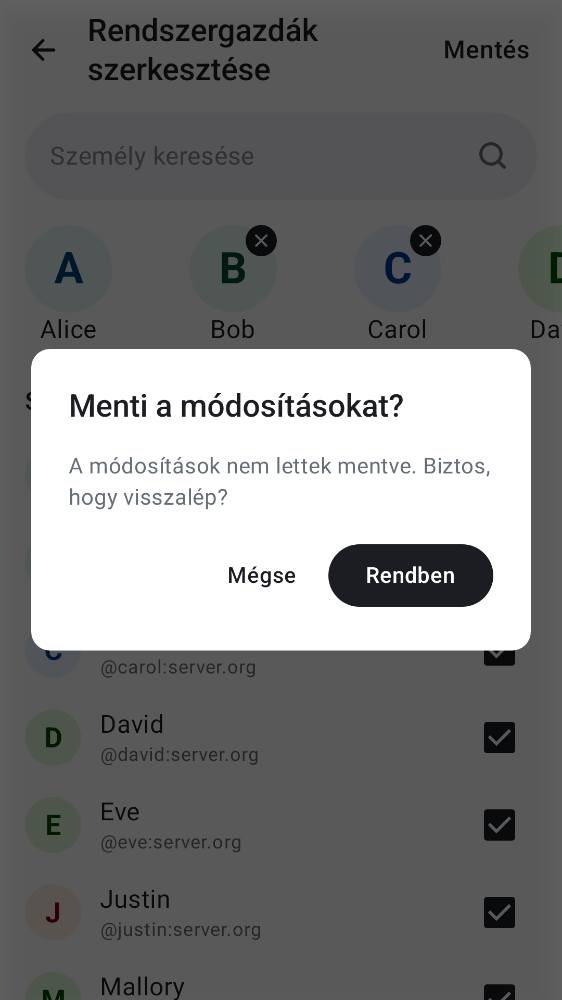 Rendszergazdák
szerkesztése
Mentés
Személy keresése
A
B
C
D
Alice
Bob
Carol
Da
Menti a módosításokat?
A módosítások nem lettek mentve. Biztos,
hogy visszalép?
Mégse
Rendben
C
@carol:server.org
D
David
@david:server.org
E
Eve
@eve:server.org
J
Justin
@justin:server.org
M
Mallory